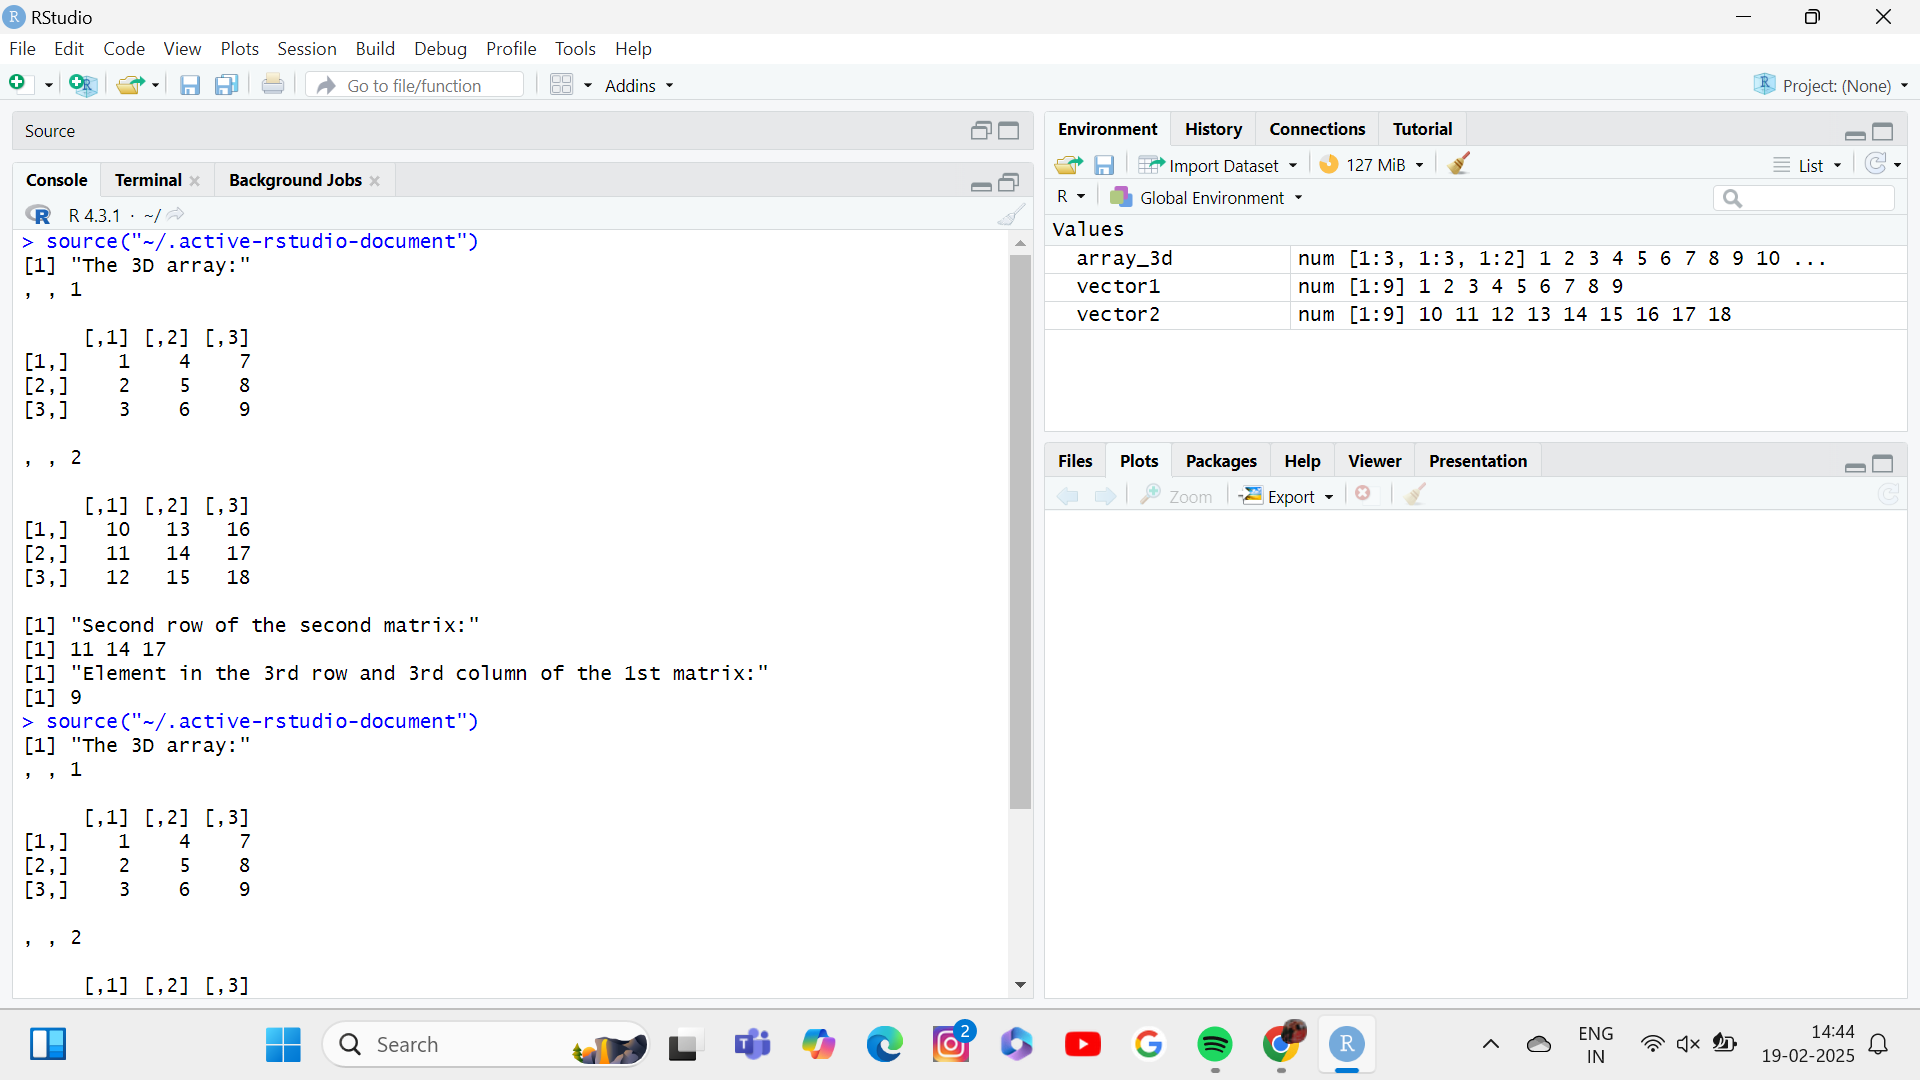 RStudio
File Edit Code View Plots Session Build Debug Profile Tools Help
Go to file/function Addins Project: (None)
Source
Console Terminal Background Jobs
R 4.3.1 · ~/
> source("~/.active-rstudio-document")
[1] "The 3D array:"
, , 1
     [,1] [,2] [,3]
[1,]    1    4    7
[2,]    2    5    8
[3,]    3    6    9
, , 2
     [,1] [,2] [,3]
[1,]   10   13   16
[2,]   11   14   17
[3,]   12   15   18
[1] "Second row of the second matrix:"
[1] 11 14 17
[1] "Element in the 3rd row and 3rd column of the 1st matrix:"
[1] 9
> source("~/.active-rstudio-document")
[1] "The 3D array:"
, , 1
     [,1] [,2] [,3]
[1,]    1    4    7
[2,]    2    5    8
[3,]    3    6    9
, , 2
     [,1] [,2] [,3]
Environment History Connections Tutorial
Import Dataset 127 MiB List
R Global Environment
Values
array_3d num [1:3, 1:3, 1:2] 1 2 3 4 5 6 7 8 9 10 ...
vector1 num [1:9] 1 2 3 4 5 6 7 8 9
vector2 num [1:9] 10 11 12 13 14 15 16 17 18
Files Plots Packages Help Viewer Presentation
Zoom Export
Search 2 ENG 14:44
IN 19-02-2025